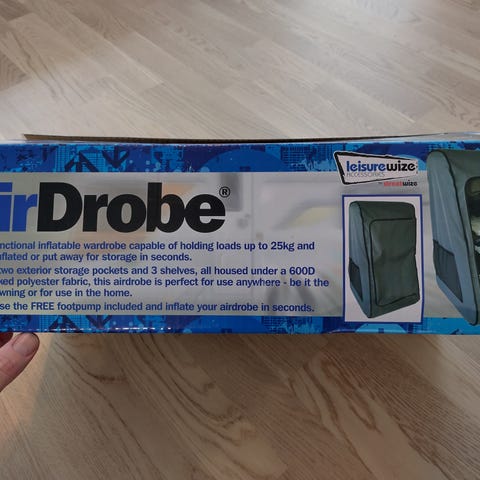 irDrobe®
nctional inflatable wardrobe capable of holding loads up to 25kg and
uflated or put away for storage in seconds.
two exterior storage pockets and 3 shelves, all housed under a 600D
ked polyester fabric, this airdrobe is perfect for use anywhere - be it the
wning or for use in the home.
se the FREE footpump included and inflate your airdrobe in seconds.
leisurewize
ACCESSORIES
by streetwize